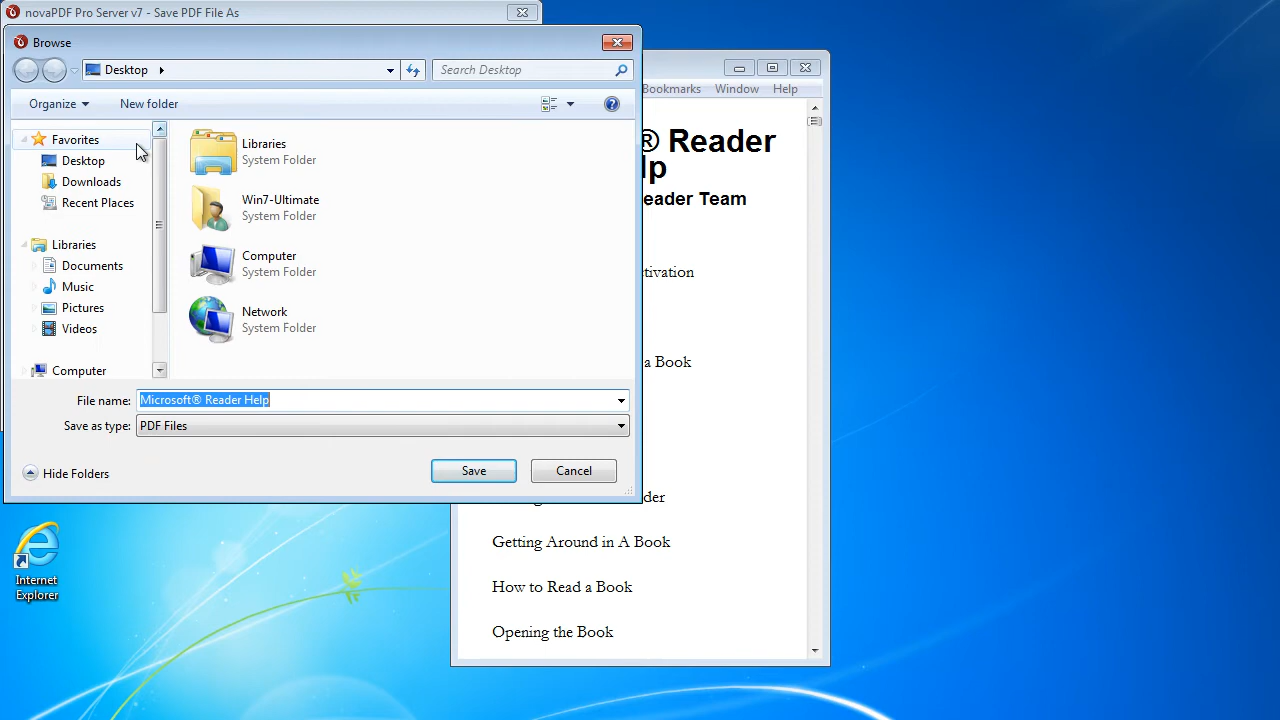 novaPDF Pro Server v7 - Save PDF File As
Browse
Desktop
Search Desktop
Organize
New folder
Favorites
Desktop
Downloads
Recent Places
Libraries
Documents
Music
Pictures
Videos
Computer
Libraries
System Folder
Win7-Ultimate
System Folder
Computer
System Folder
Network
System Folder
File name:
Microsoft® Reader Help
Save as type:
PDF Files
Hide Folders
Save
Cancel
Bookmarks
Window
Help
® Reader
lp
eader Team
tivation
a Book
der
Getting Around in A Book
How to Read a Book
Opening the Book
Internet
Explorer